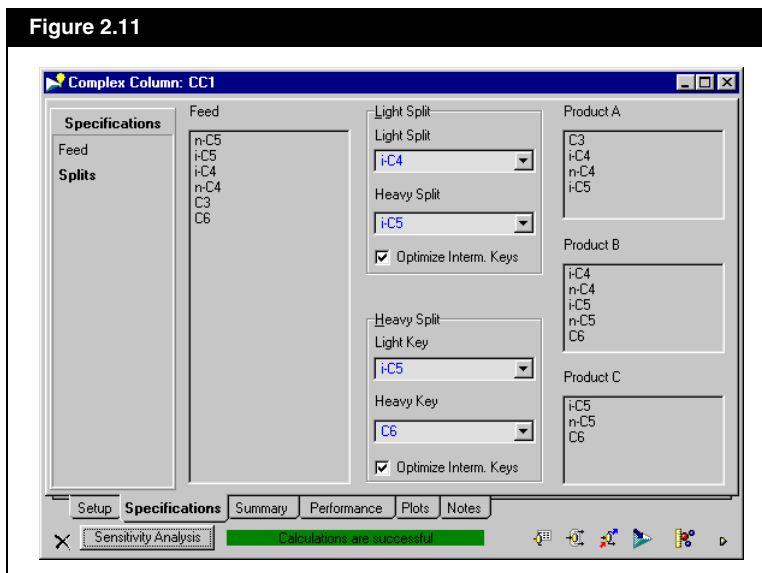 Figure 2.11
Complex Column: CC1
Specifications
Feed
Splits
Feed
n-C5
i-C5
i-C4
n-C4
C3
C6
Light Split
Light Split
i-C4
Heavy Split
i-C5
Optimize Interm. Keys
Heavy Split
Light Key
i-C5
Heavy Key
C6
Optimize Interm. Keys
Product A
C3
i-C4
n-C4
i-C5
Product B
i-C4
n-C4
i-C5
n-C5
C6
Product C
i-C5
n-C5
C6
Setup Specifications Summary Performance Plots Notes
Sensitivity Analysis Calculations are successful